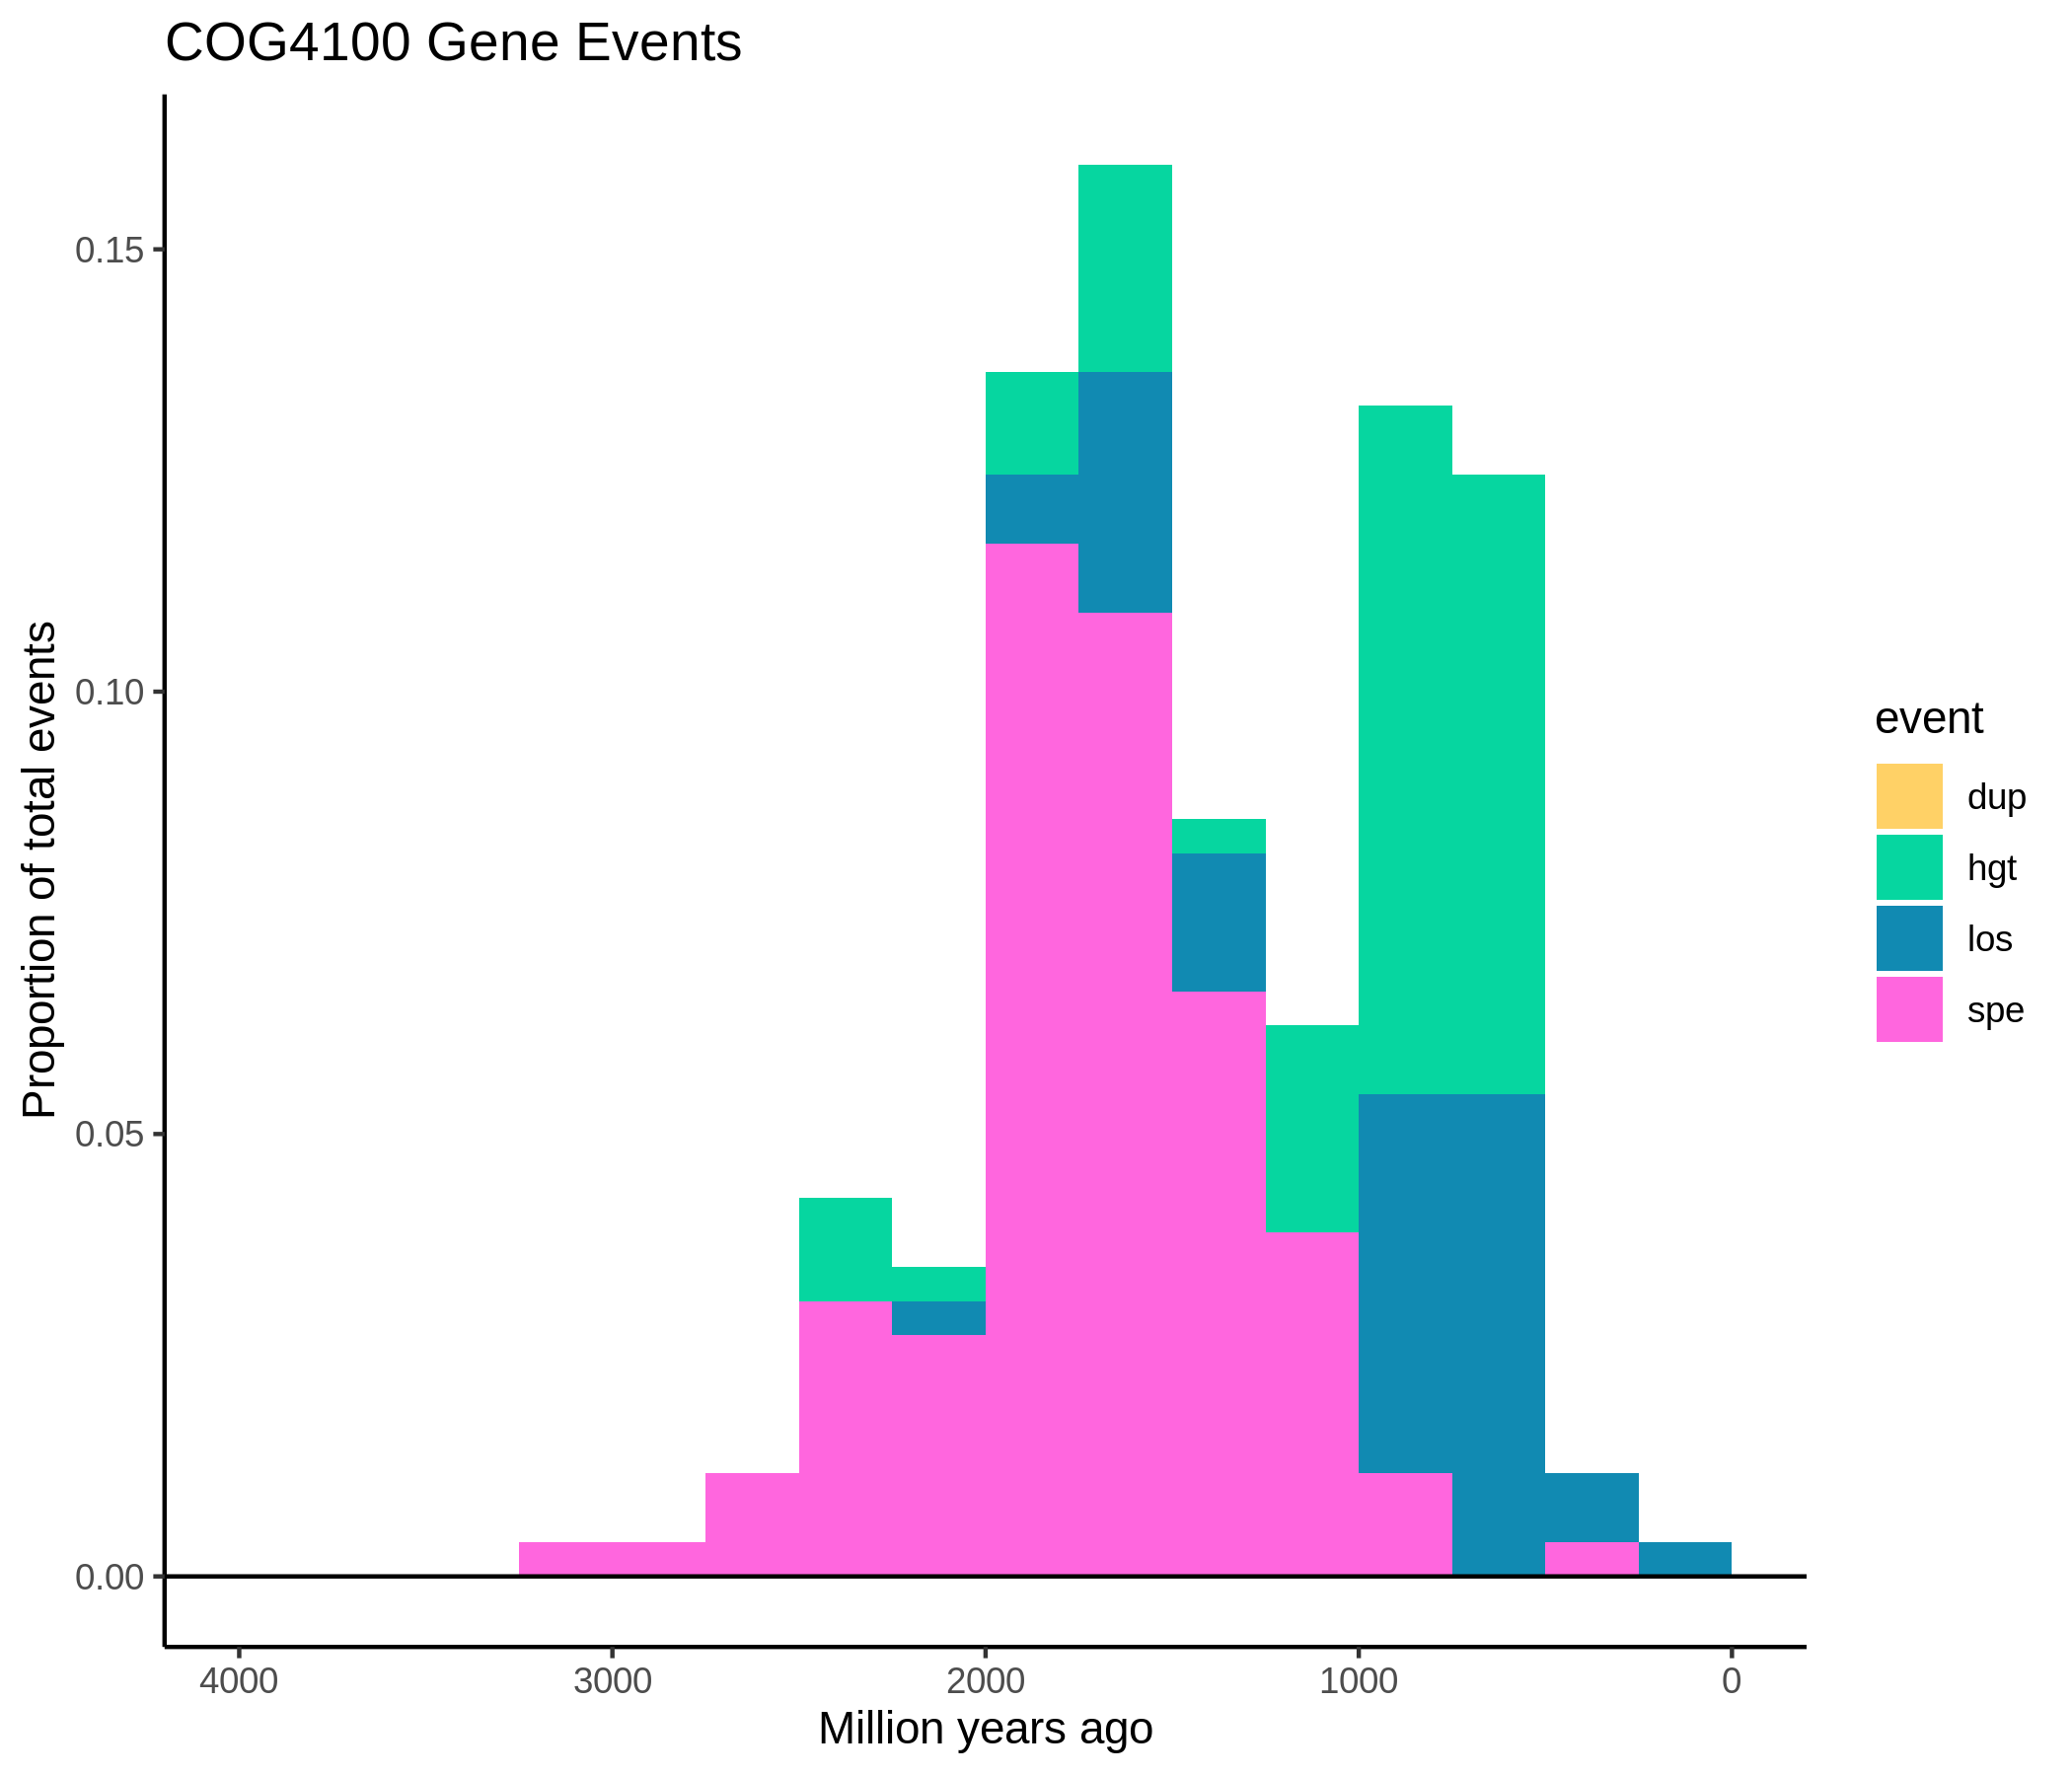 COG4100 Gene Events
Proportion of total events
0.15
0.10
0.05
0.00
4000 3000 2000 1000 0
Million years ago
event
dup
hgt
los
spe